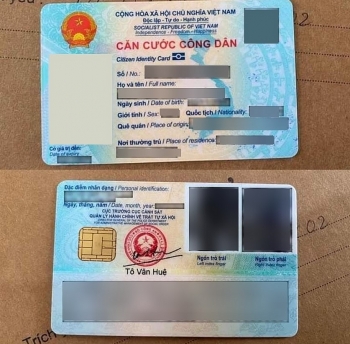 you
CỘNG HÒA XÃ HỘI CHỦ NGHĨA VIỆT NAM
Độc lập - Tự do - Hạnh phúc
SOCIALIST REPUBLIC OF VIET NAM
Independence - Freedom - Happiness
CĂN CƯỚC CÔNG DÂN
Citizen Identity Card
Số / No.:
Họ và tên / Full name:
Ngày sinh / Date of birth:
Giới tính / Sex: Quốc tịch / Nationality:
Quê quán / Place of origin:
Nơi thường trú / Place of residence:
Có giá trị đến:
Date of expiry
Đặc điểm nhân dạng / Personal identification:
Ngày, tháng, năm / Date, month, year:
CỤC TRƯỞNG CỤC CẢNH SÁT
QUẢN LÝ HÀNH CHÍNH VỀ TRẬT TỰ XÃ HỘI
Tô Văn Huệ
Ngón trỏ trái
Left index finger
Ngón trỏ phải
Right index finger
02
Trích